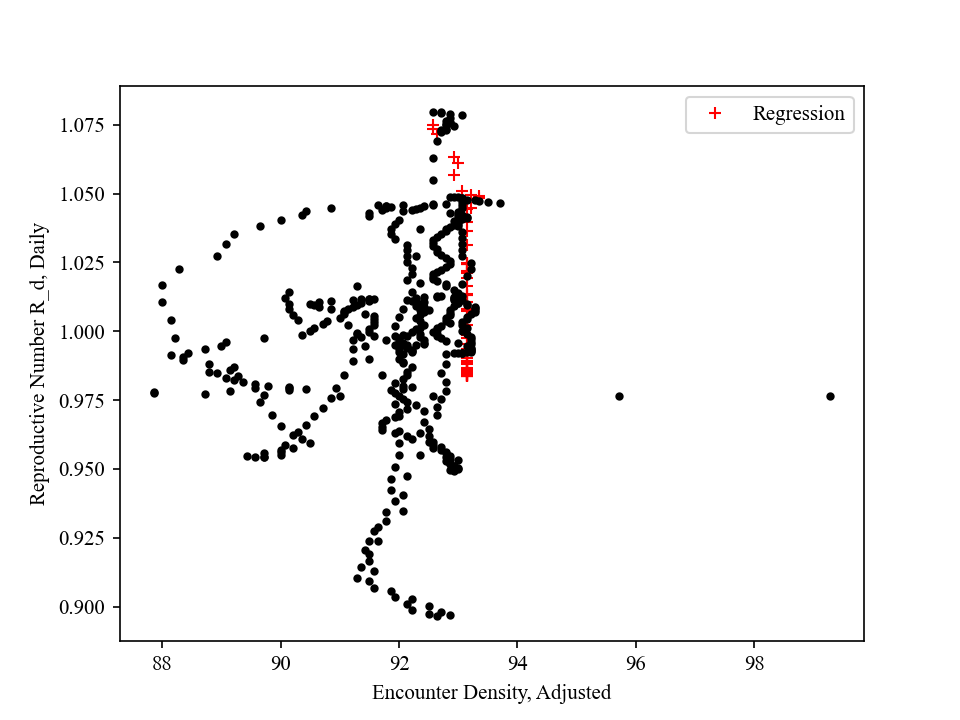 Regression
1.075
1.050
1.025
1.000
0.975
0.950
0.925
0.900
Reproductive Number R_d, Daily
88 90 92 94 96 98
Encounter Density, Adjusted